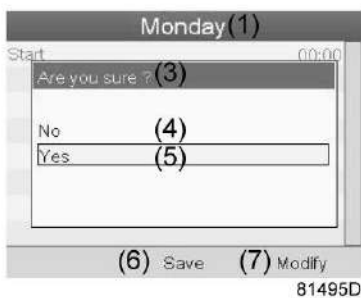 Monday(1)
Start 00:00
Are you sure ?(3)
No (4)
Yes (5)
(6) Save (7) Modify
81495D